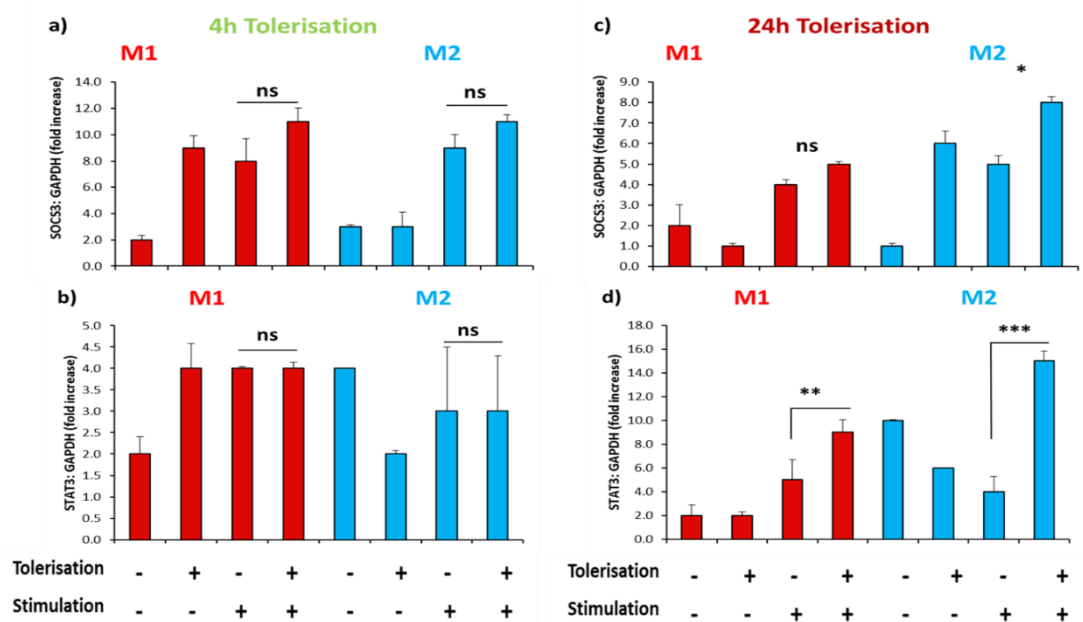 a) 4h Tolerisation
M1 M2
SOCS3: GAPDH (fold increase)
14.0
12.0
10.0
8.0
6.0
4.0
2.0
0.0
ns ns
c) 24h Tolerisation
M1 M2
SOCS3: GAPDH (fold increase)
9.0
8.0
7.0
6.0
5.0
4.0
3.0
2.0
1.0
0.0
ns *
b) M1 M2
STAT3: GAPDH (fold increase)
5.0
4.5
4.0
3.5
3.0
2.5
2.0
1.5
1.0
0.5
0.0
ns ns
d) M1 M2
STAT3: GAPDH (fold increase)
18.0
16.0
14.0
12.0
10.0
8.0
6.0
4.0
2.0
0.0
** ***
Tolerisation - + - + - + - +
Stimulation - - + + - - + +
Tolerisation - + - + - + - +
Stimulation - - + + - - + +